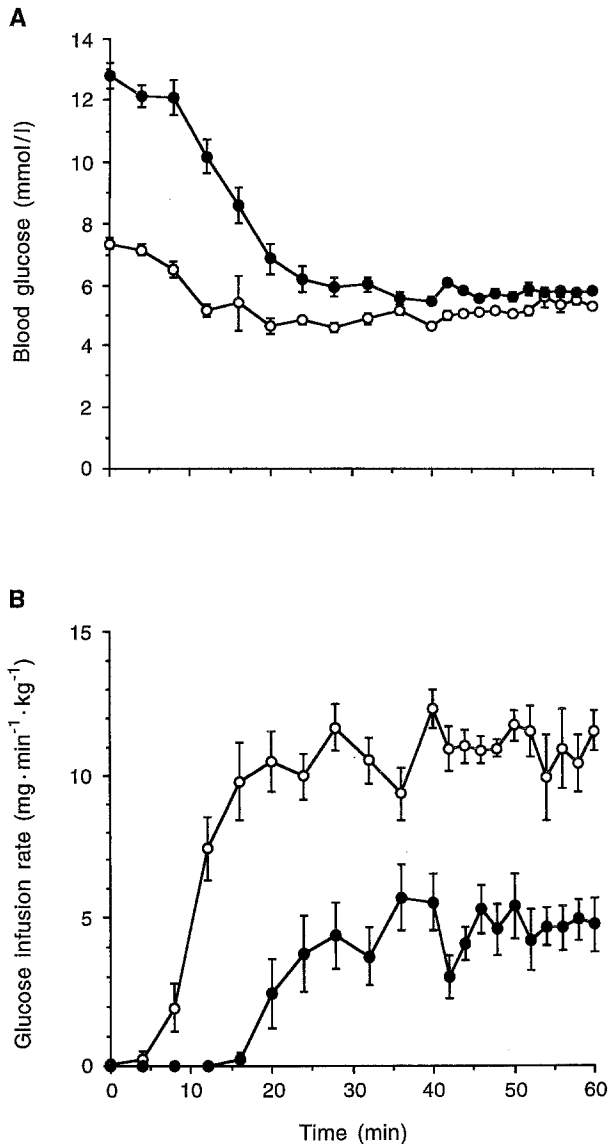 A
14
12
10
8
6
4
2
0
Blood glucose (mmol/l)
B
15
10
5
0
Glucose infusion rate (mg·min⁻¹·kg⁻¹)
0 10 20 30 40 50 60
Time (min)